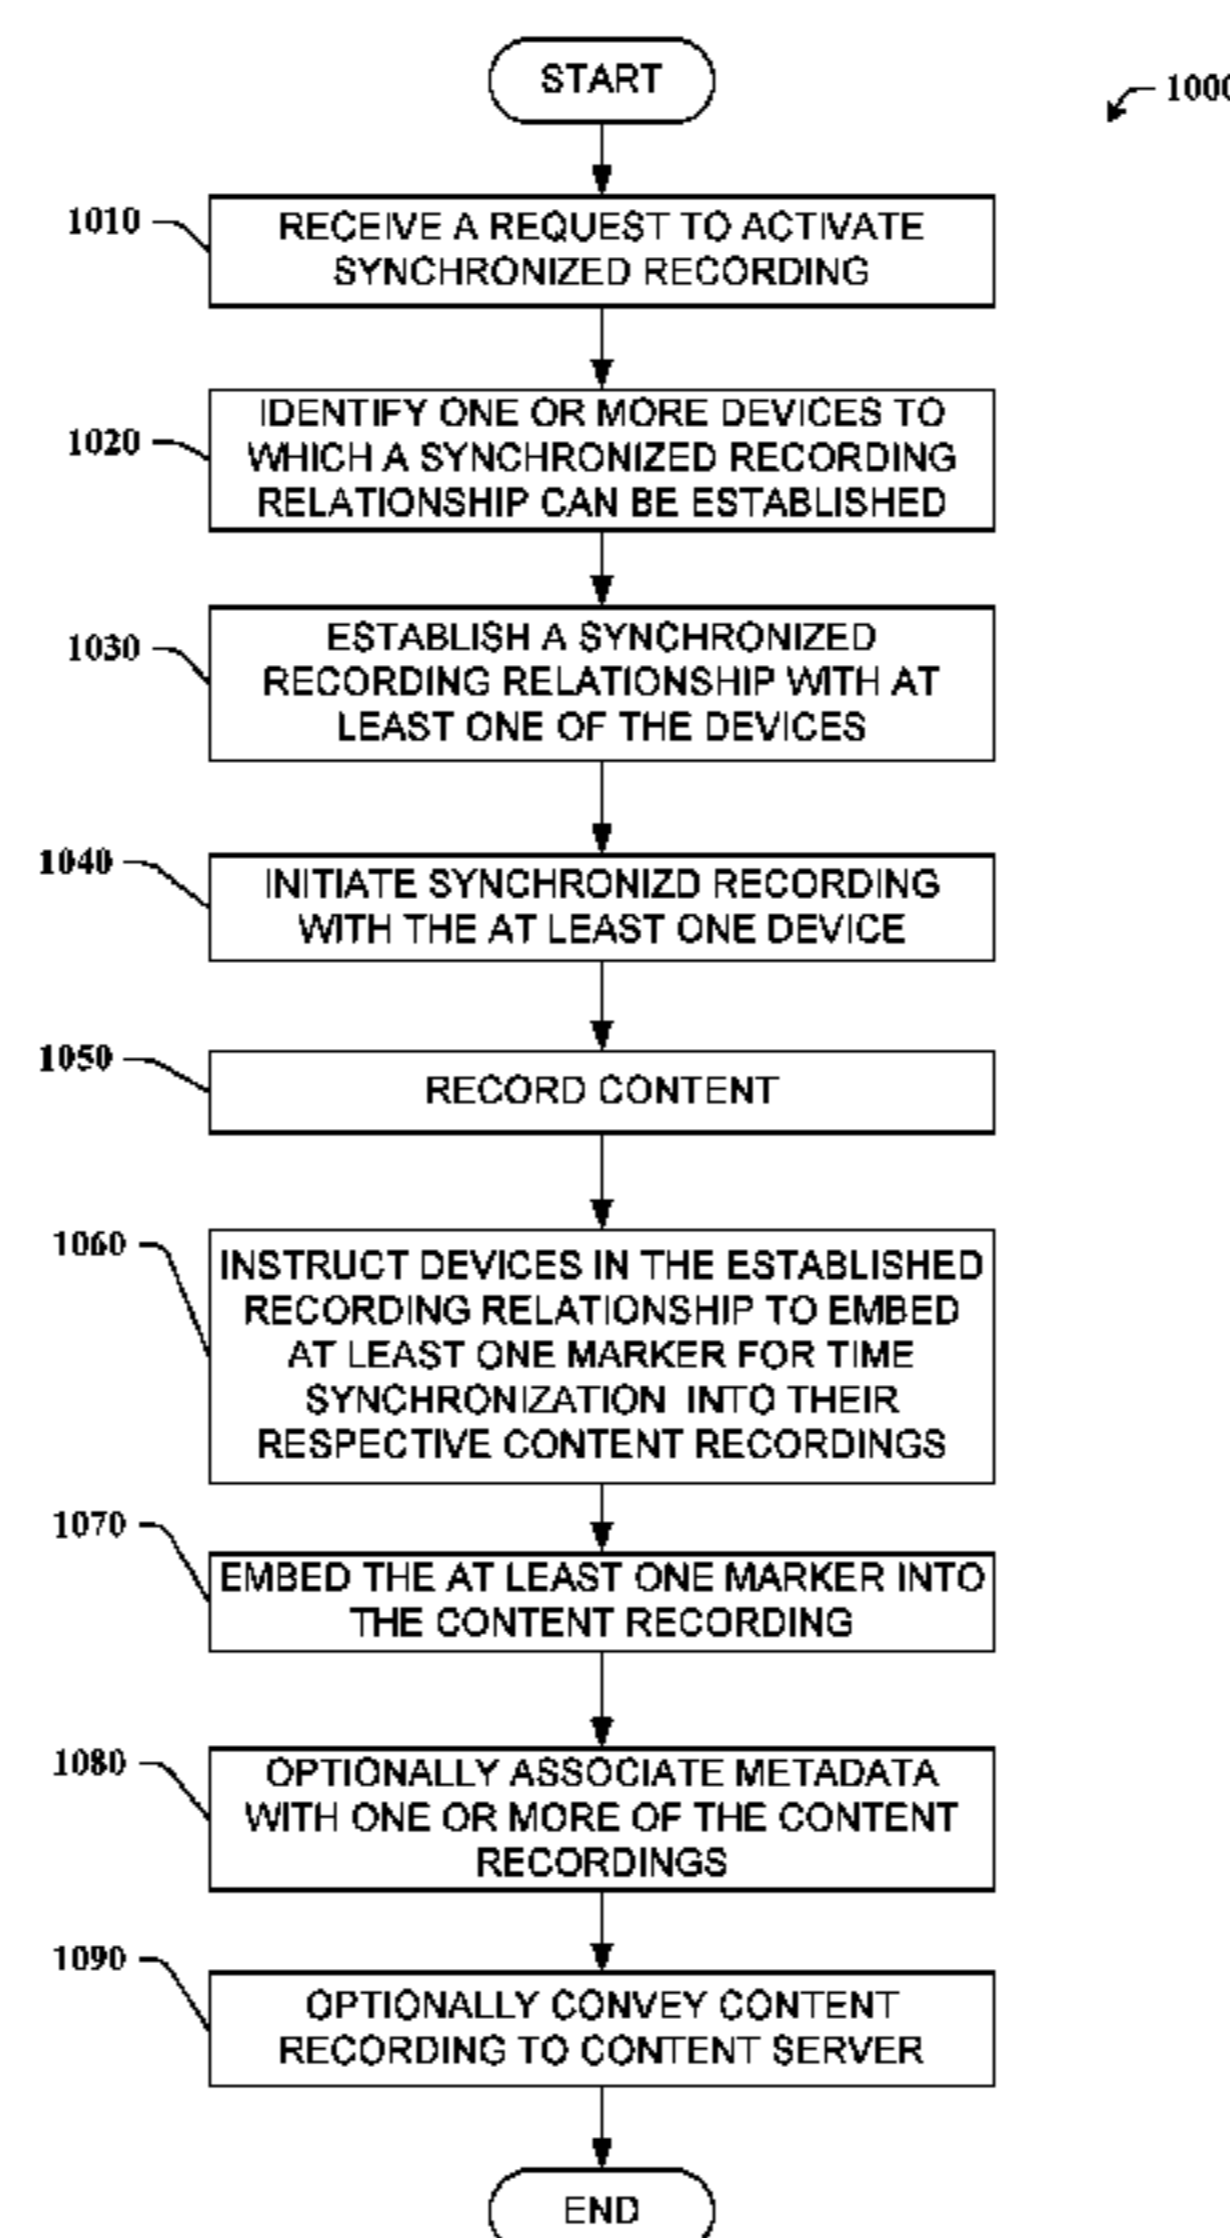 START
1000
1010
RECEIVE A REQUEST TO ACTIVATE
SYNCHRONIZED RECORDING
1020
IDENTIFY ONE OR MORE DEVICES TO
WHICH A SYNCHRONIZED RECORDING
RELATIONSHIP CAN BE ESTABLISHED
1030
ESTABLISH A SYNCHRONIZED
RECORDING RELATIONSHIP WITH AT
LEAST ONE OF THE DEVICES
1040
INITIATE SYNCHRONIZD RECORDING
WITH THE AT LEAST ONE DEVICE
1050
RECORD CONTENT
1060
INSTRUCT DEVICES IN THE ESTABLISHED
RECORDING RELATIONSHIP TO EMBED
AT LEAST ONE MARKER FOR TIME
SYNCHRONIZATION INTO THEIR
RESPECTIVE CONTENT RECORDINGS
1070
EMBED THE AT LEAST ONE MARKER INTO
THE CONTENT RECORDING
1080
OPTIONALLY ASSOCIATE METADATA
WITH ONE OR MORE OF THE CONTENT
RECORDINGS
1090
OPTIONALLY CONVEY CONTENT
RECORDING TO CONTENT SERVER
END